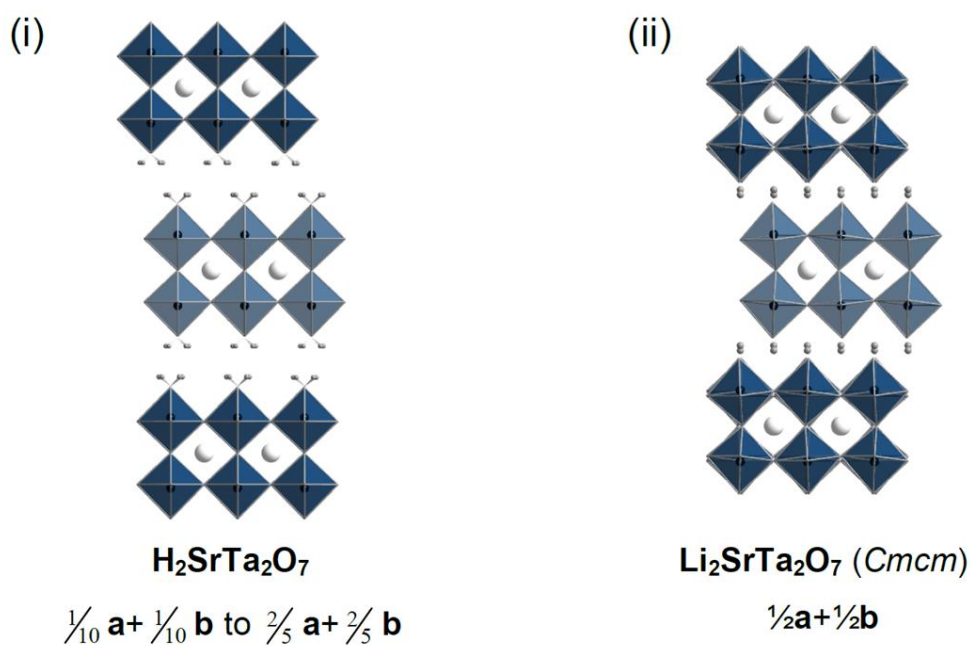 (i)
(ii)
H₂SrTa₂O₇
Li₂SrTa₂O₇ (Cmcm)
1/10 a+ 1/10 b to 2/5 a+ 2/5 b
½a+½b